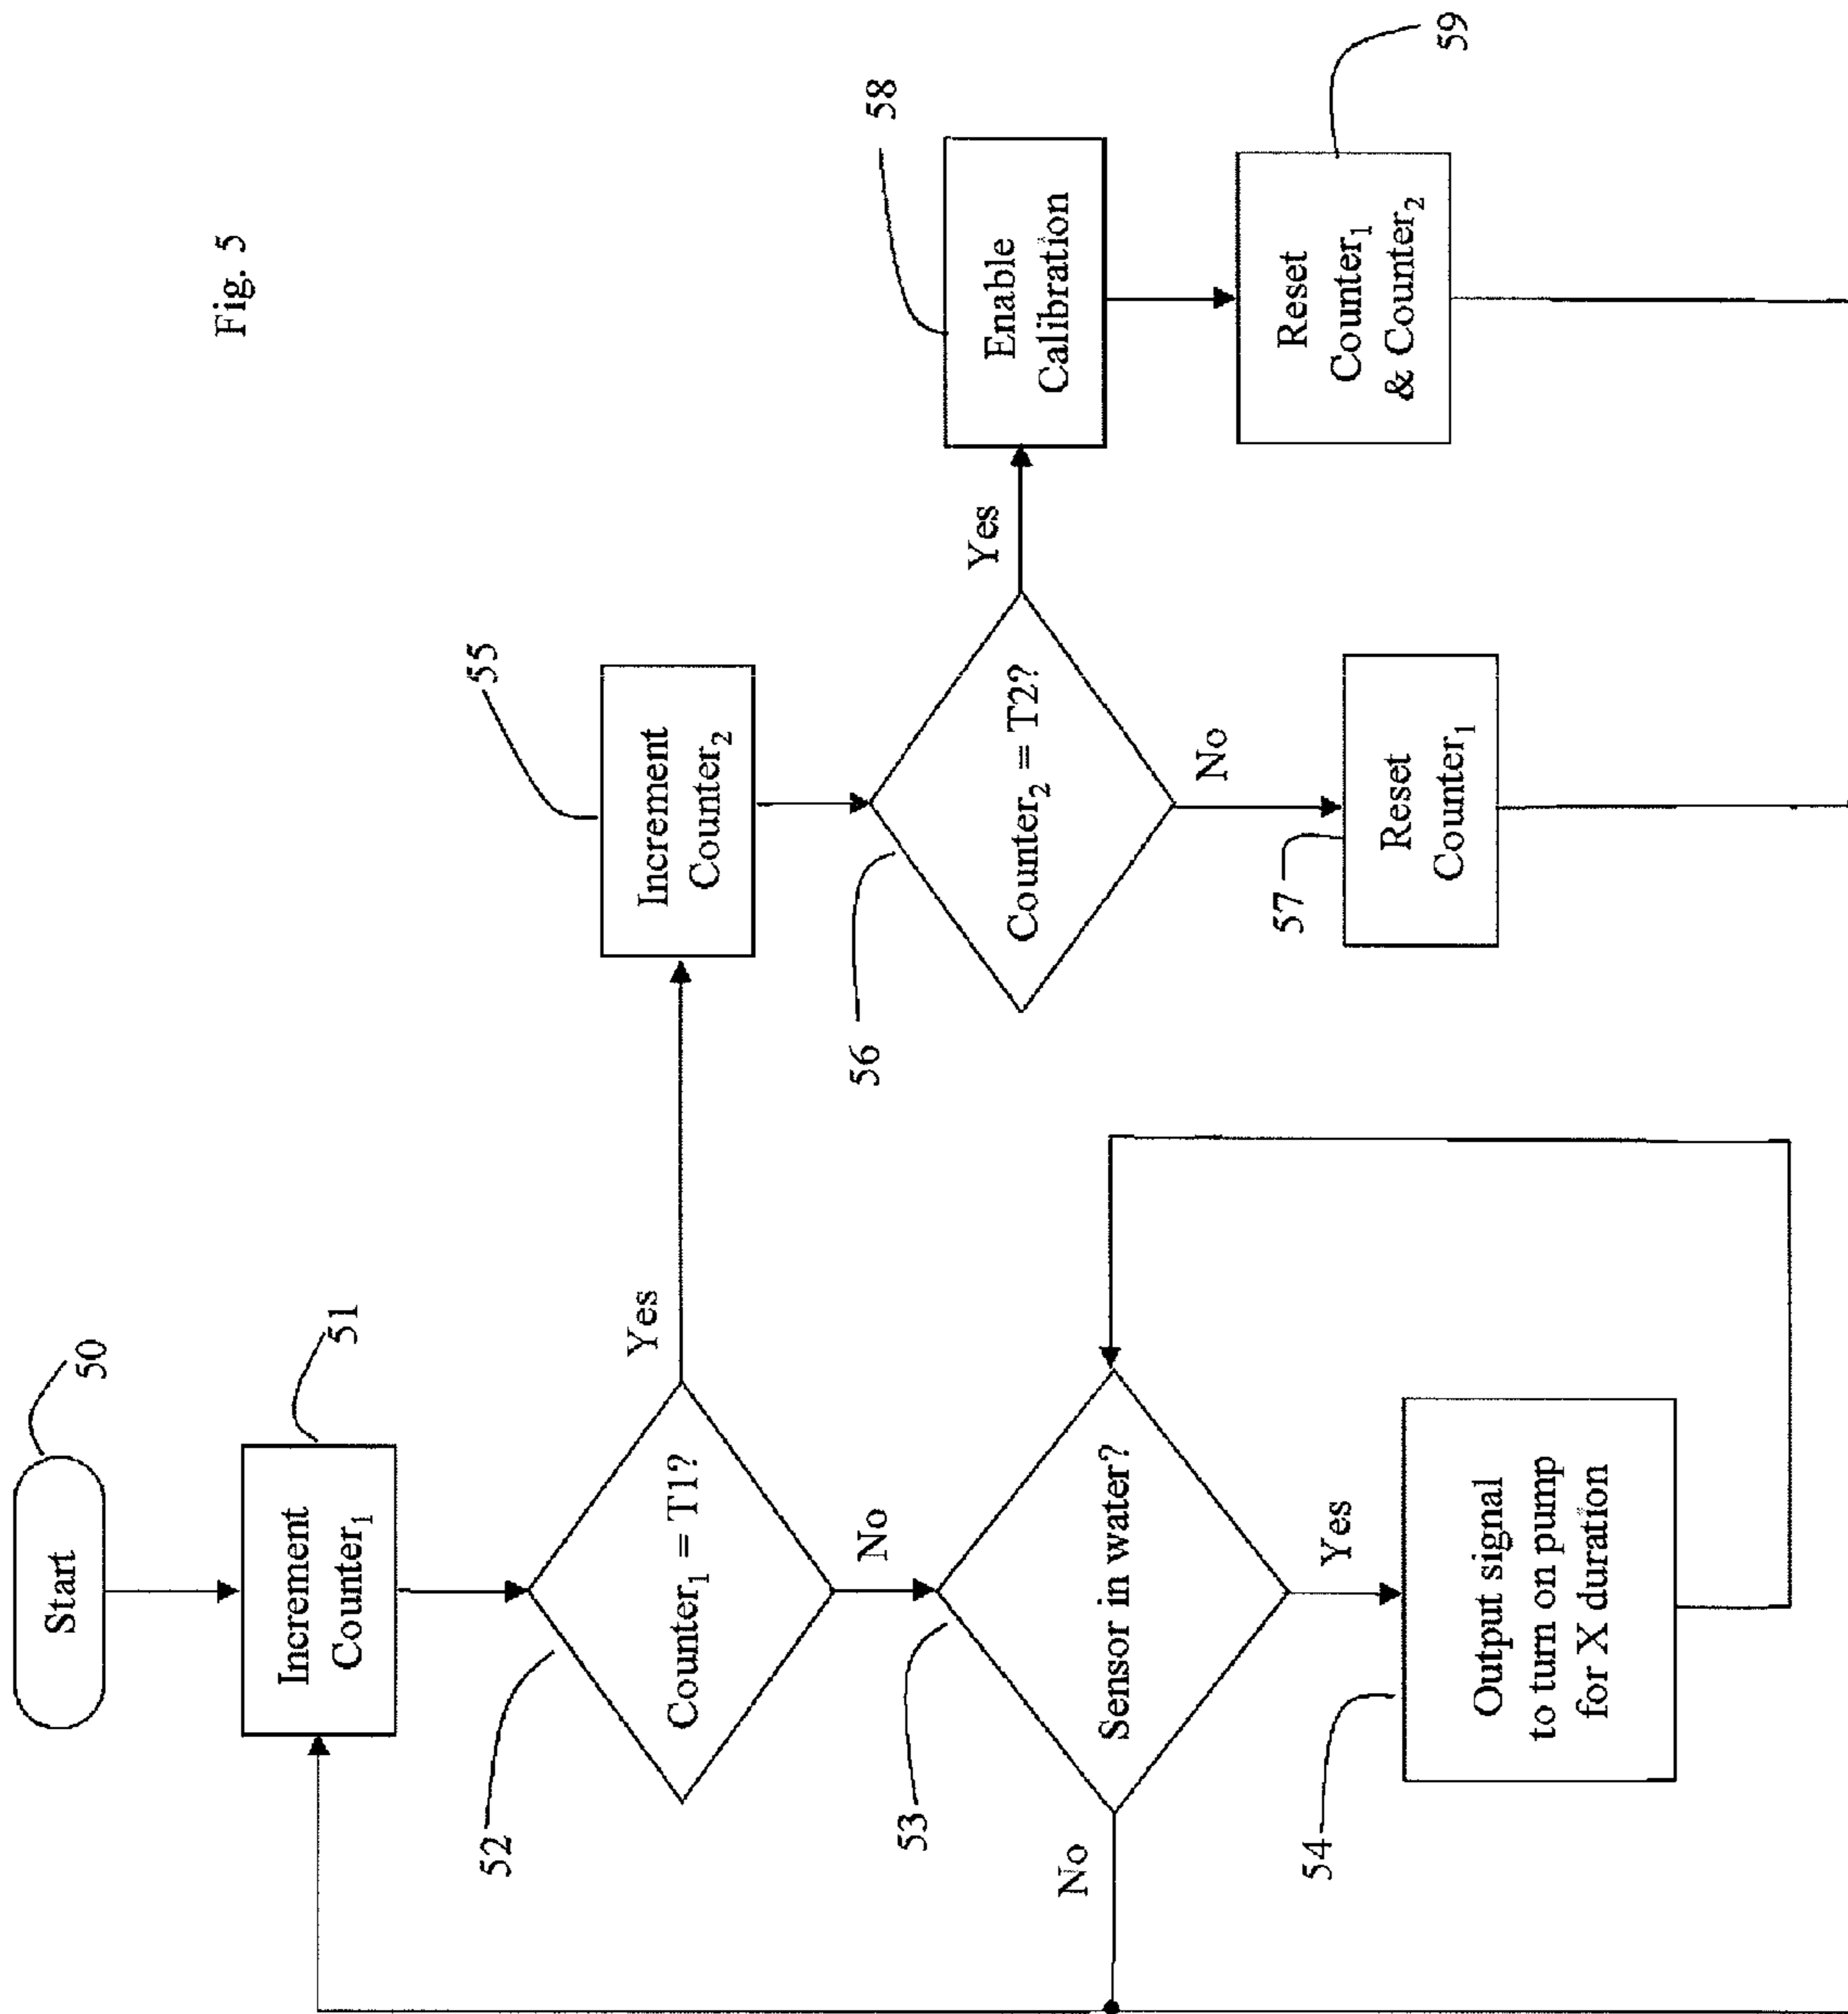 Fig. 5
Start
50
Increment
Counter₁
51
Counter₁ = T1?
52
Yes
No
Sensor in water?
53
No
Yes
Output signal
to turn on pump
for X duration
54
Increment
Counter₂
55
Counter₂ = T2?
56
Yes
No
Reset
Counter₁
57
Enable
Calibration
58
Reset
Counter₁
& Counter₂
59